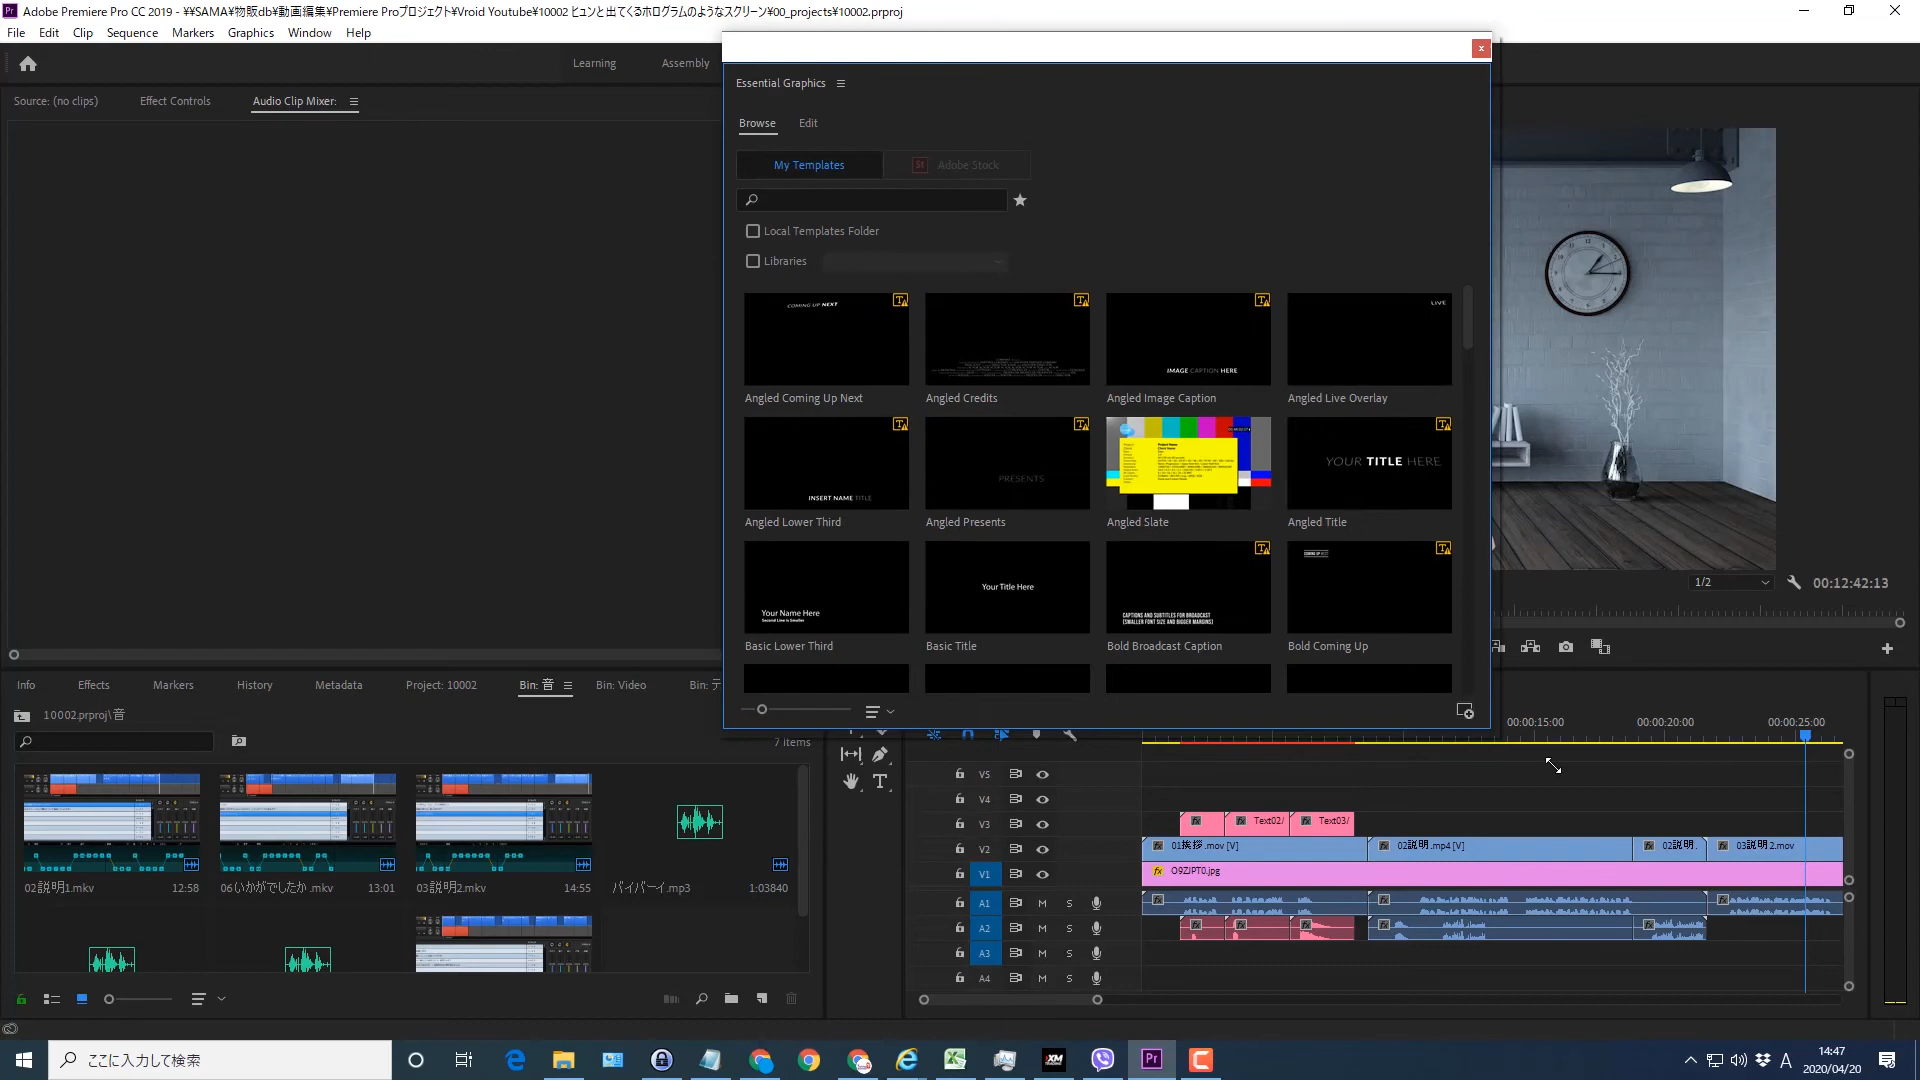 Adobe Premiere Pro CC 2019 - ¥¥SAMA¥物販db¥動画編集¥Premiere Proプロジェクト¥Vroid Youtube¥10002 ヒュンと出てくるホログラムのようなスクリーン¥00_projects¥10002.prproj
File Edit Clip Sequence Markers Graphics Window Help
Learning Assembly
Source: (no clips) Effect Controls Audio Clip Mixer:
Essential Graphics
Browse Edit
My Templates St Adobe Stock
Local Templates Folder
Libraries
COMING UP NEXT
IMAGE CAPTION HERE
LIVE
Angled Coming Up Next Angled Credits Angled Image Caption Angled Live Overlay
INSERT NAME TITLE
PRESENTS
YOUR TITLE HERE
Angled Lower Third Angled Presents Angled Slate Angled Title
Your Name Here
Second Line is Smaller
Your Title Here
CAPTIONS AND SUBTITLES FOR BROADCAST
(SMALLER FONT SIZE AND BIGGER MARGINS)
COMING UP NEXT
Basic Lower Third Basic Title Bold Broadcast Caption Bold Coming Up
1/2 00:12:42:13
Info Effects Markers History Metadata Project: 10002 Bin: 音 Bin: Video Bin: テ
10002.prproj\音
7 items
02説明1.mkv 12:58 06いかがでしたか .mkv 13:01 03説明2.mkv 14:55 バイバーイ.mp3 1:03840
00:00:15:00 00:00:20:00 00:00:25:00
V5
V4
V3 Text02/ Text03/
V2 01挨拶.mov [V] 02説明.mp4 [V] 02説明. 03説明2.mov
V1 O9ZJPT0.jpg
A1 M S
A2 M S
A3 M S
A4 M S
ここに入力して検索
A 14:47
2020/04/20